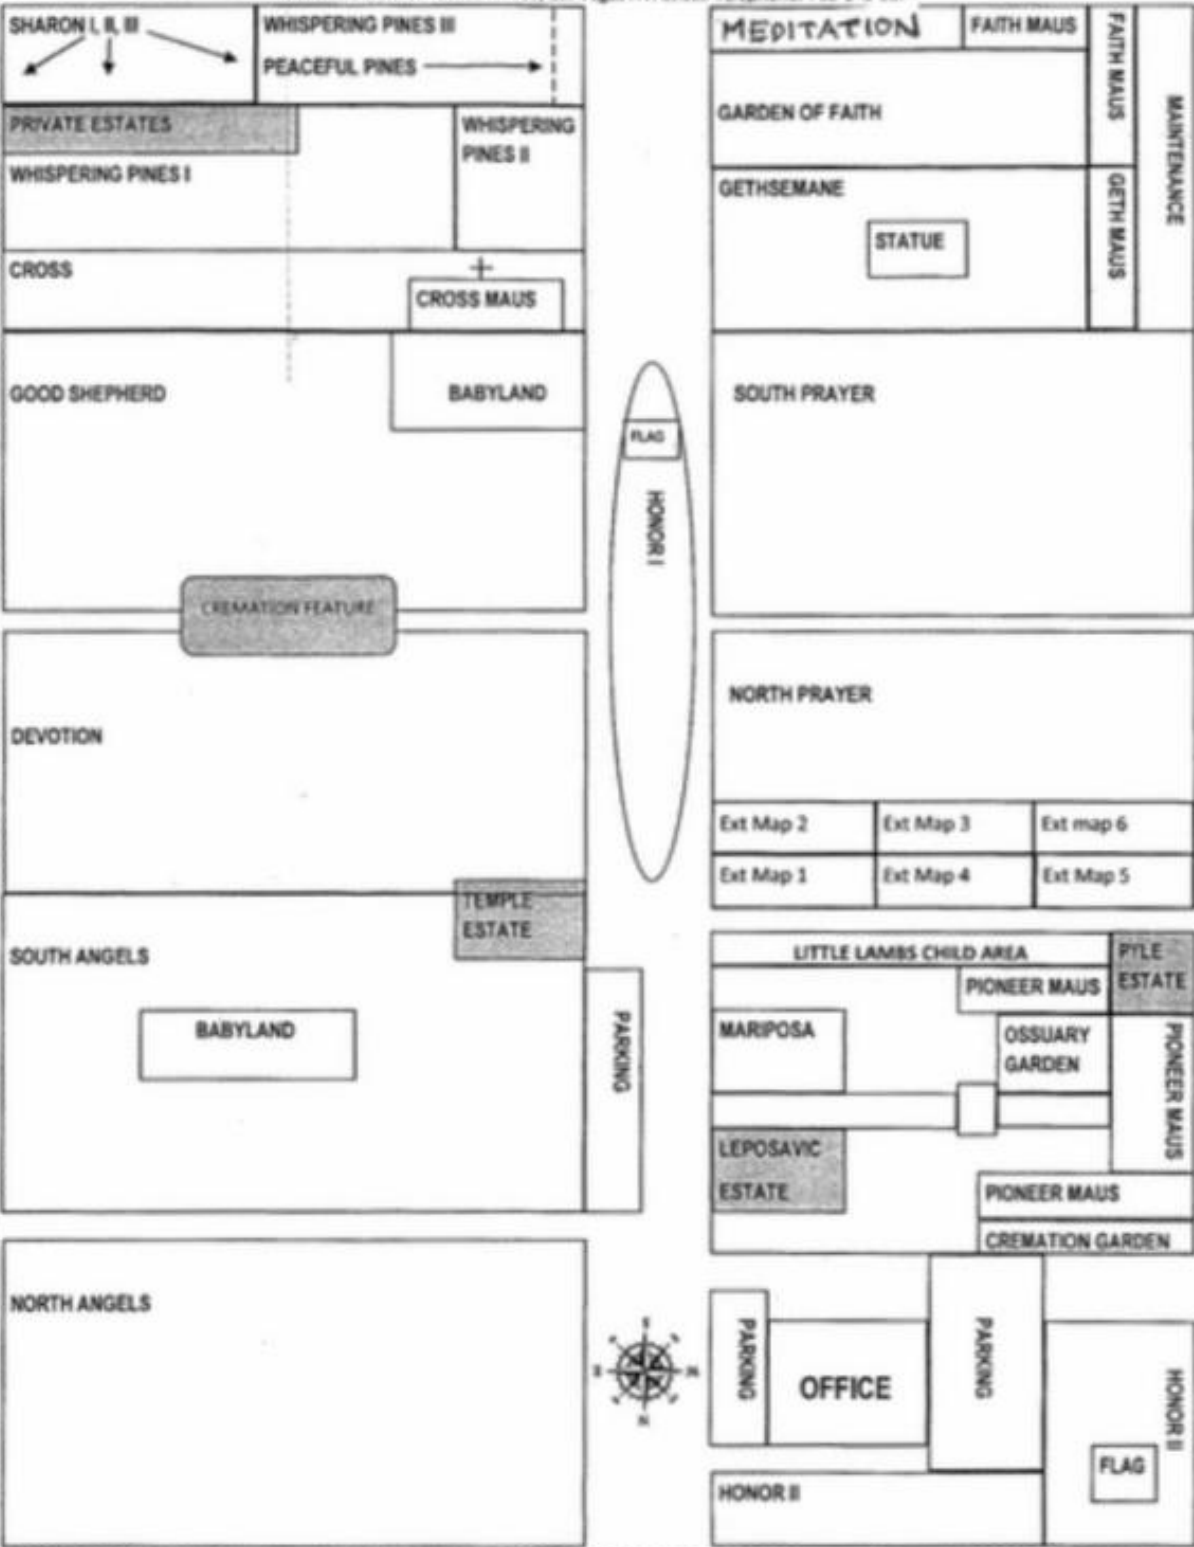 SHARON I, II, III
WHISPERING PINES III
PEACEFUL PINES
PRIVATE ESTATES
WHISPERING
PINES II
WHISPERING PINES I
CROSS
CROSS MAUS
GOOD SHEPHERD
BABYLAND
CREMATION FEATURE
DEVOTION
TEMPLE
ESTATE
SOUTH ANGELS
BABYLAND
PARKING
NORTH ANGELS
FLAG
HONOR I
N
MEDITATION
FAITH MAUS
FAITH MAUS
MAINTENANCE
GARDEN OF FAITH
GETHSEMANE
STATUE
GETH MAUS
SOUTH PRAYER
NORTH PRAYER
Ext Map 2
Ext Map 3
Ext map 6
Ext Map 1
Ext Map 4
Ext Map 5
LITTLE LAMBS CHILD AREA
PYLE
ESTATE
PIONEER MAUS
MARIPOSA
OSSUARY
GARDEN
PIONEER MAUS
LEPOSAVIC
ESTATE
PIONEER MAUS
CREMATION GARDEN
PARKING
OFFICE
PARKING
HONOR II
FLAG
HONOR II